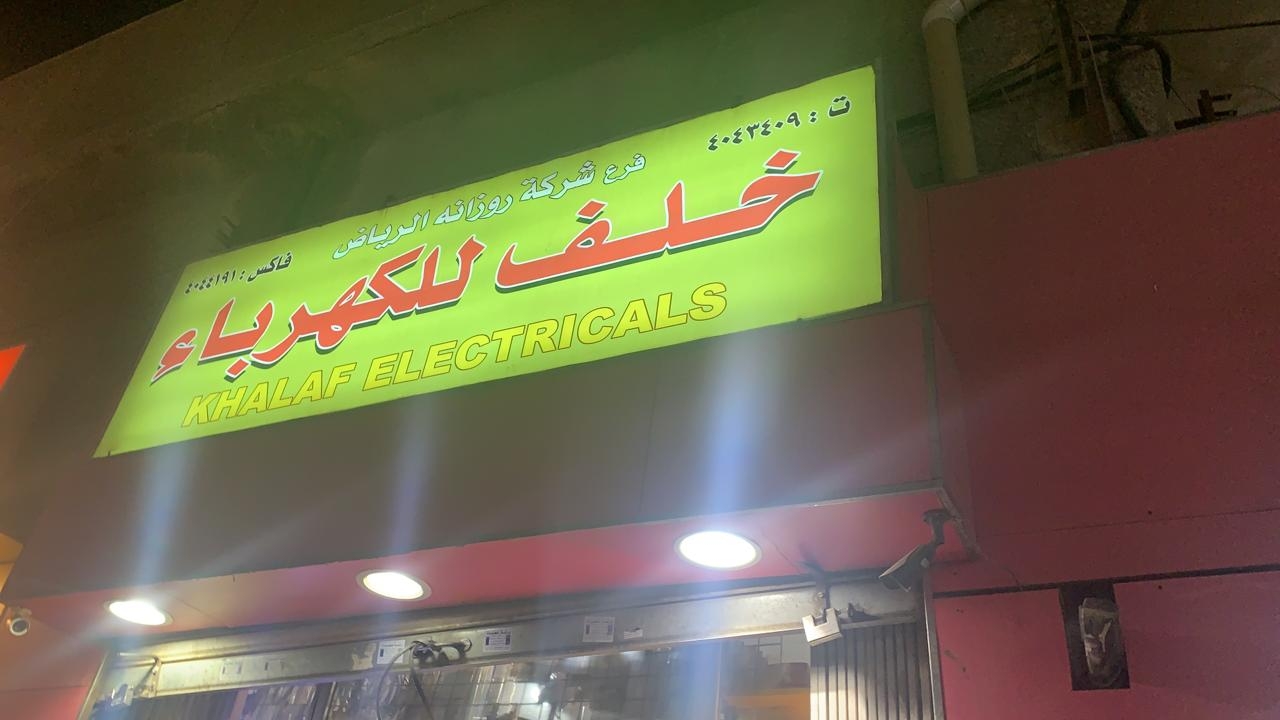 ت : ٤٠٤٣٤٠٩
فرع شركة روزانه الرياض
فاكس : ٤٠٤٤١٩١
خلف للكهرباء
KHALAF ELECTRICALS